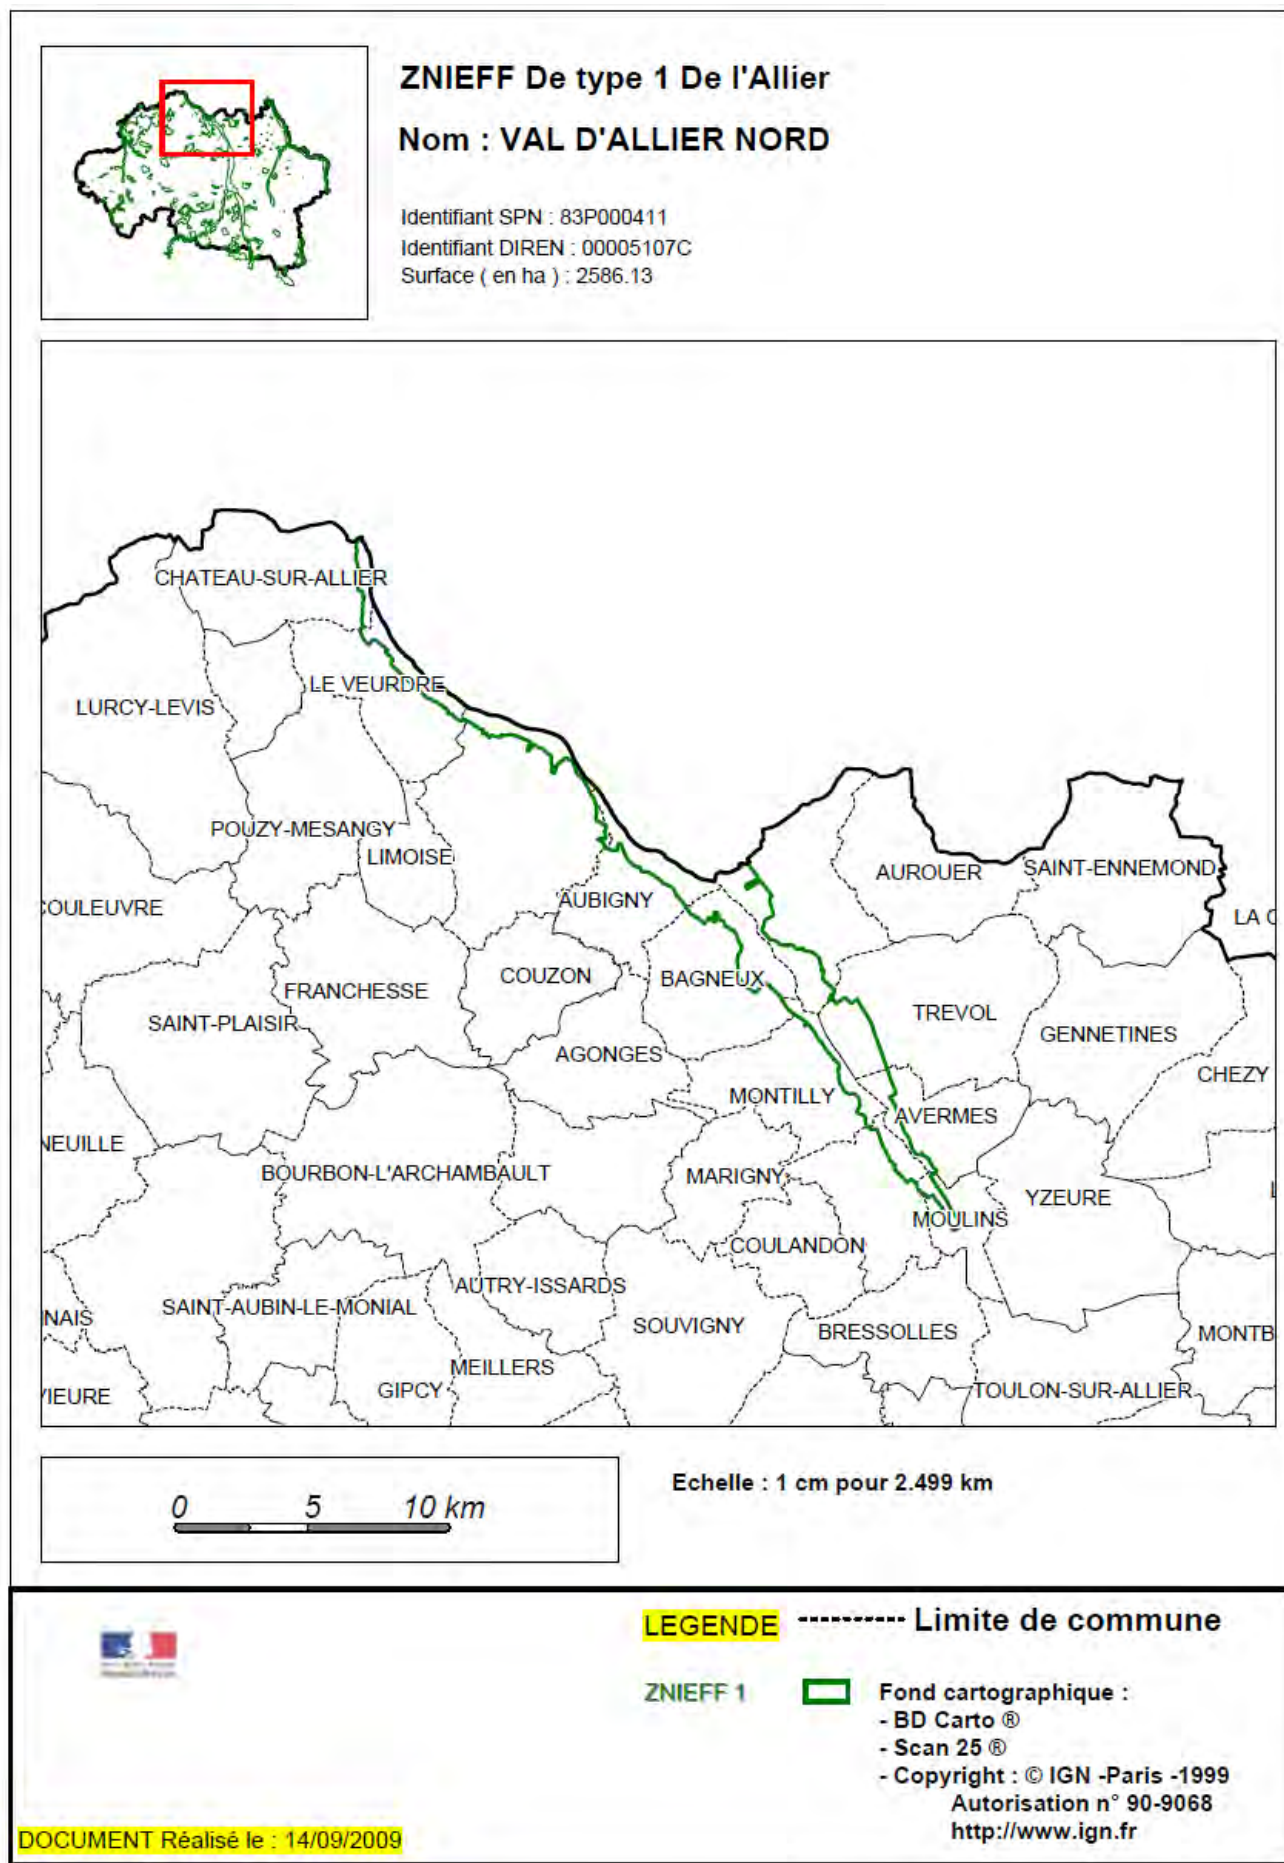 ZNIEFF De type 1 De l'Allier
Nom : VAL D'ALLIER NORD
Identifiant SPN : 83P000411
Identifiant DIREN : 00005107C
Surface ( en ha ) : 2586.13
CHATEAU-SUR-ALLIER
LE VEURDRE
LURCY-LEVIS
POUZY-MESANGY
LIMOISE
AUROUER
SAINT-ENNEMOND
COULEUVRE
AUBIGNY
LA C
COUZON
BAGNEUX
FRANCHESSE
SAINT-PLAISIR
TREVOL
GENNETINES
AGONGES
CHEZY
MONTILLY
AVERMES
NEUILLE
BOURBON-L'ARCHAMBAULT
MARIGNY
YZEURE
L
MOULINS
COULANDON
AUTRY-ISSARDS
SAINT-AUBIN-LE-MONIAL
NAIS
SOUVIGNY
BRESSOLLES
MONTB
MEILLERS
GIPCY
VIEURE
TOULON-SUR-ALLIER
0 5 10 km
Echelle : 1 cm pour 2.499 km
LEGENDE
Limite de commune
ZNIEFF 1
Fond cartographique :
- BD Carto ®
- Scan 25 ®
- Copyright : © IGN -Paris -1999
Autorisation n° 90-9068
http://www.ign.fr
DOCUMENT Réalisé le : 14/09/2009